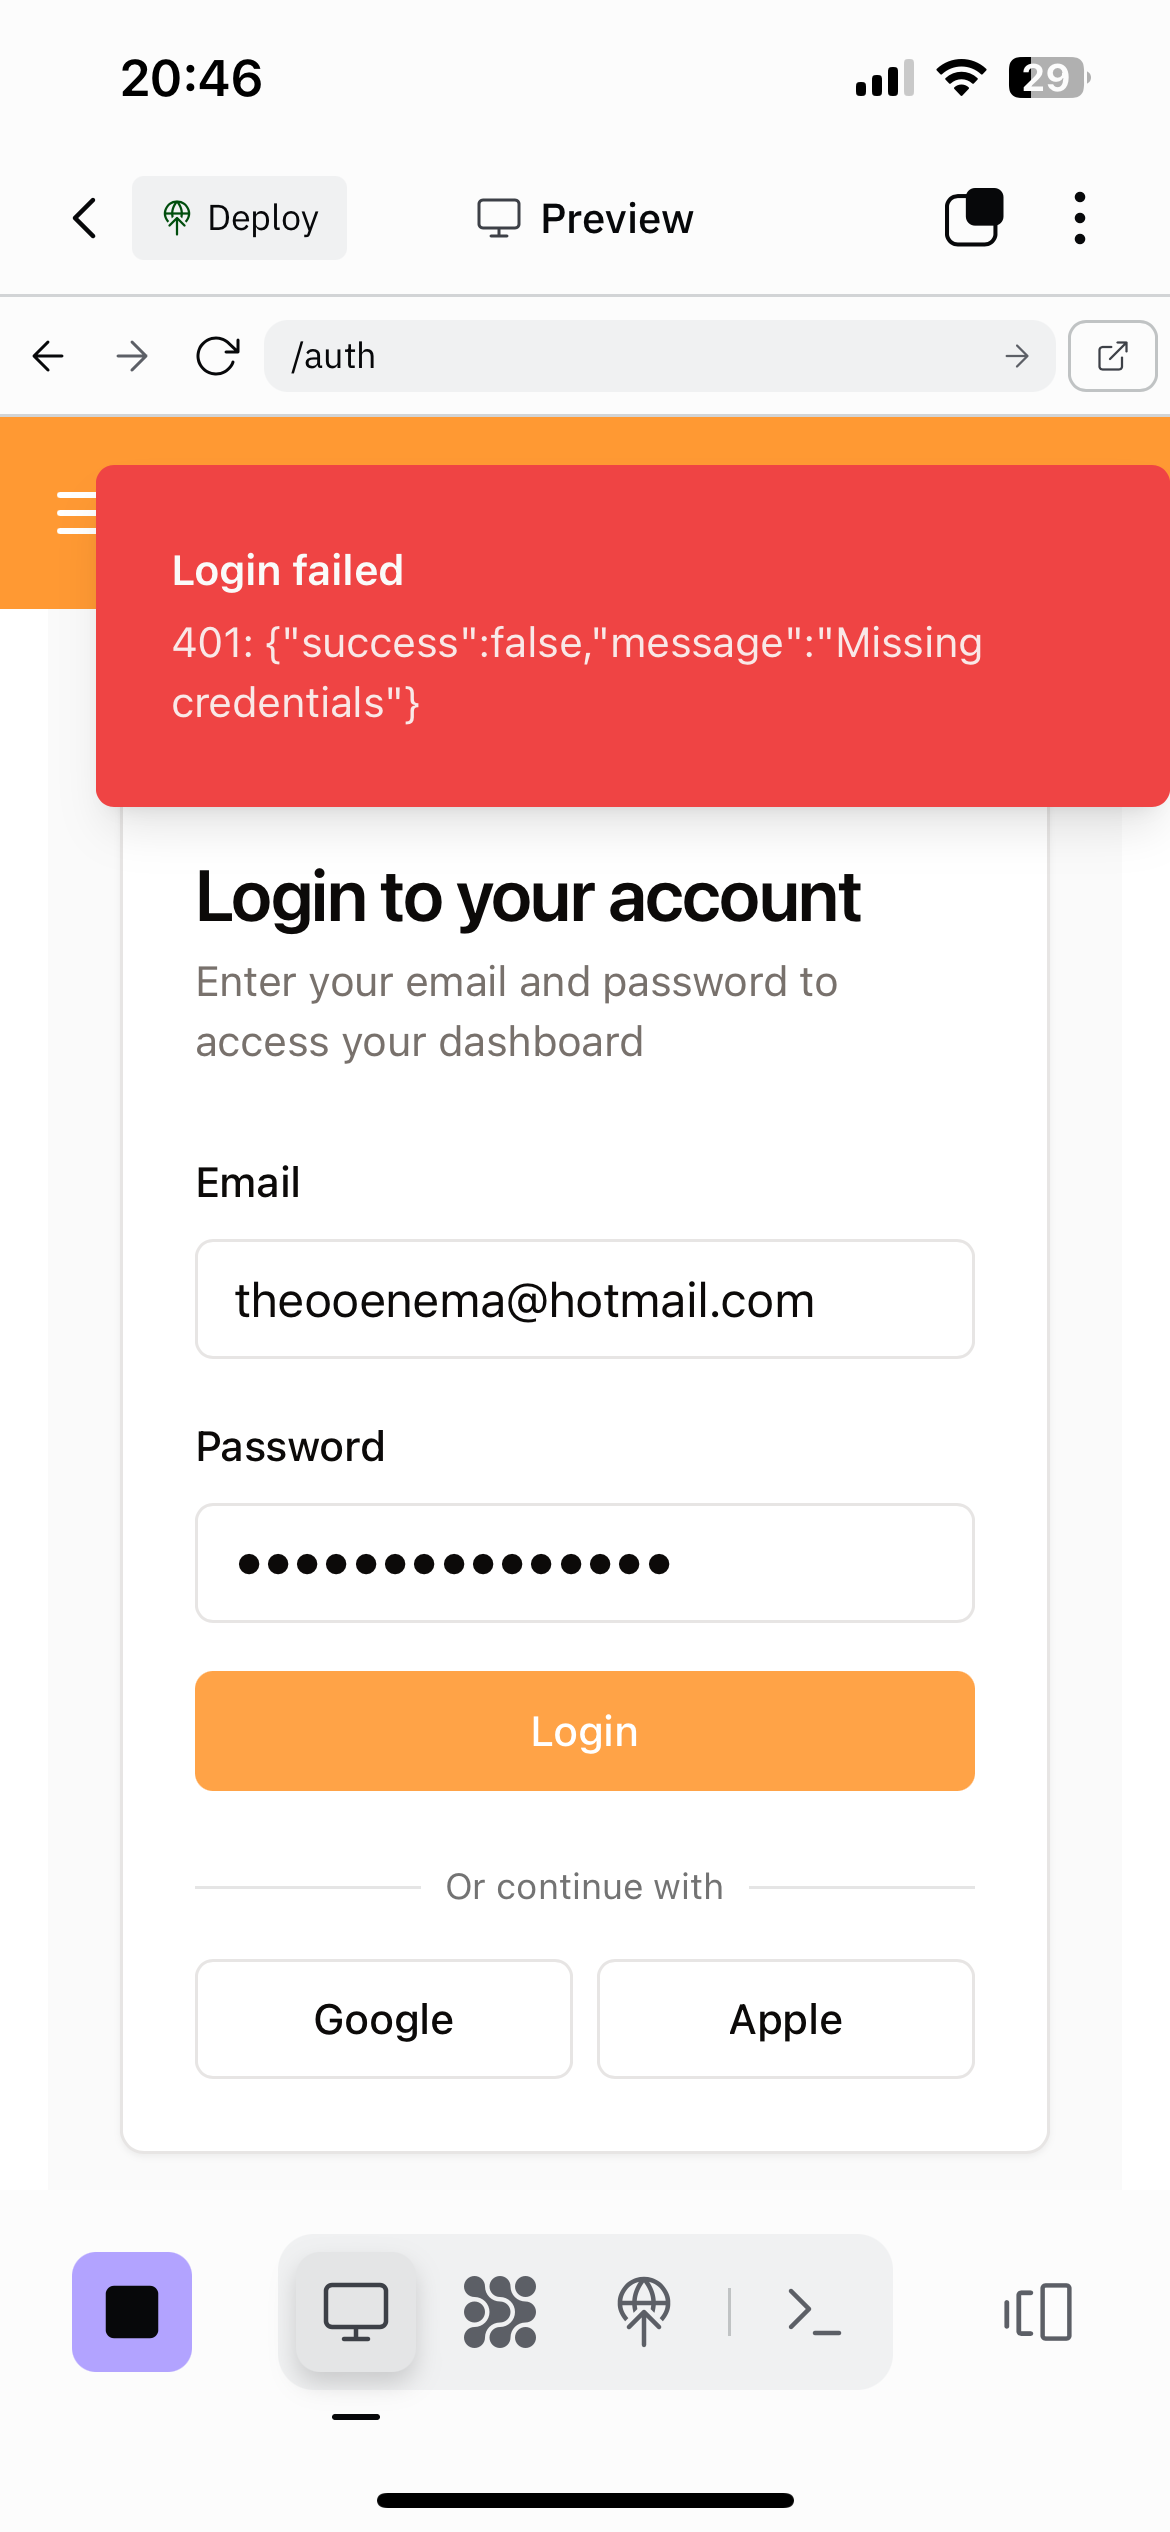 20:46
29
Deploy
Preview
/auth
Login failed
401: {"success":false,"message":"Missing
credentials"}
Login to your account
Enter your email and password to
access your dashboard
Email
theooenema@hotmail.com
Password
Login
Or continue with
Google
Apple